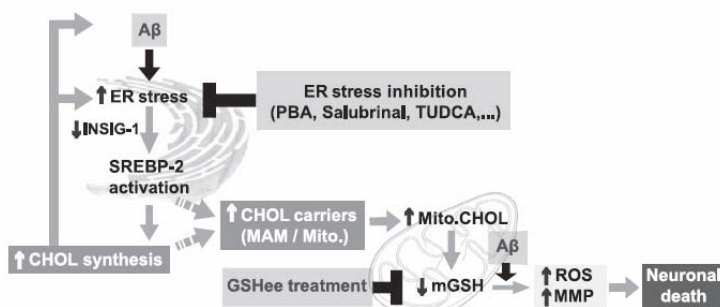 Aβ
ER stress
ER stress inhibition
(PBA, Salubrinal, TUDCA,...)
INSIG-1
SREBP-2
activation
CHOL carriers
(MAM / Mito.)
Mito.CHOL
CHOL synthesis
Aβ
GSHee treatment
mGSH
ROS
MMP
Neuronal
death